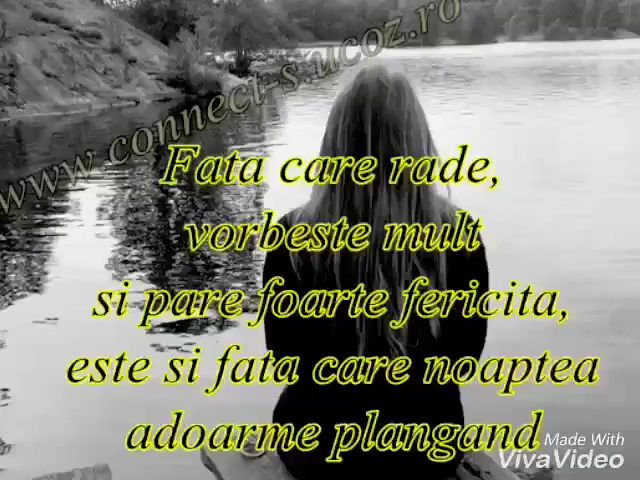 www.connect-s.ucoz.ro
Fata care rade,
vorbeste mult
si pare foarte fericita,
este si fata care noaptea
adoarme plangand
Made With
VivaVideo